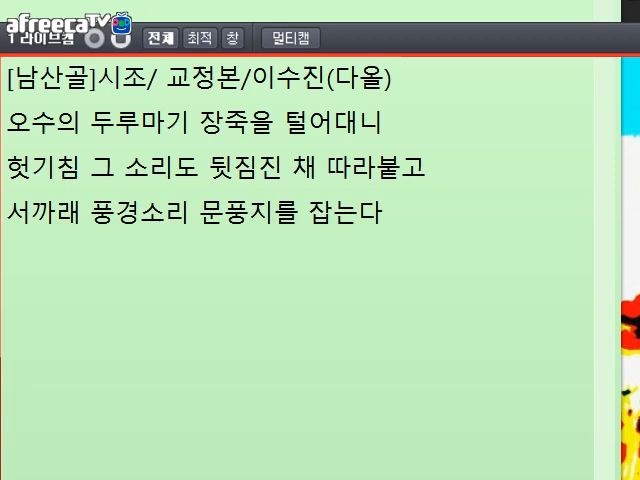 afreecaTV
1 라이브캠 전체 최적 창 멀티캠
[남산골]시조/ 교정본/이수진(다올)
오수의 두루마기 장죽을 털어대니
헛기침 그 소리도 뒷짐진 채 따라붙고
서까래 풍경소리 문풍지를 잡는다